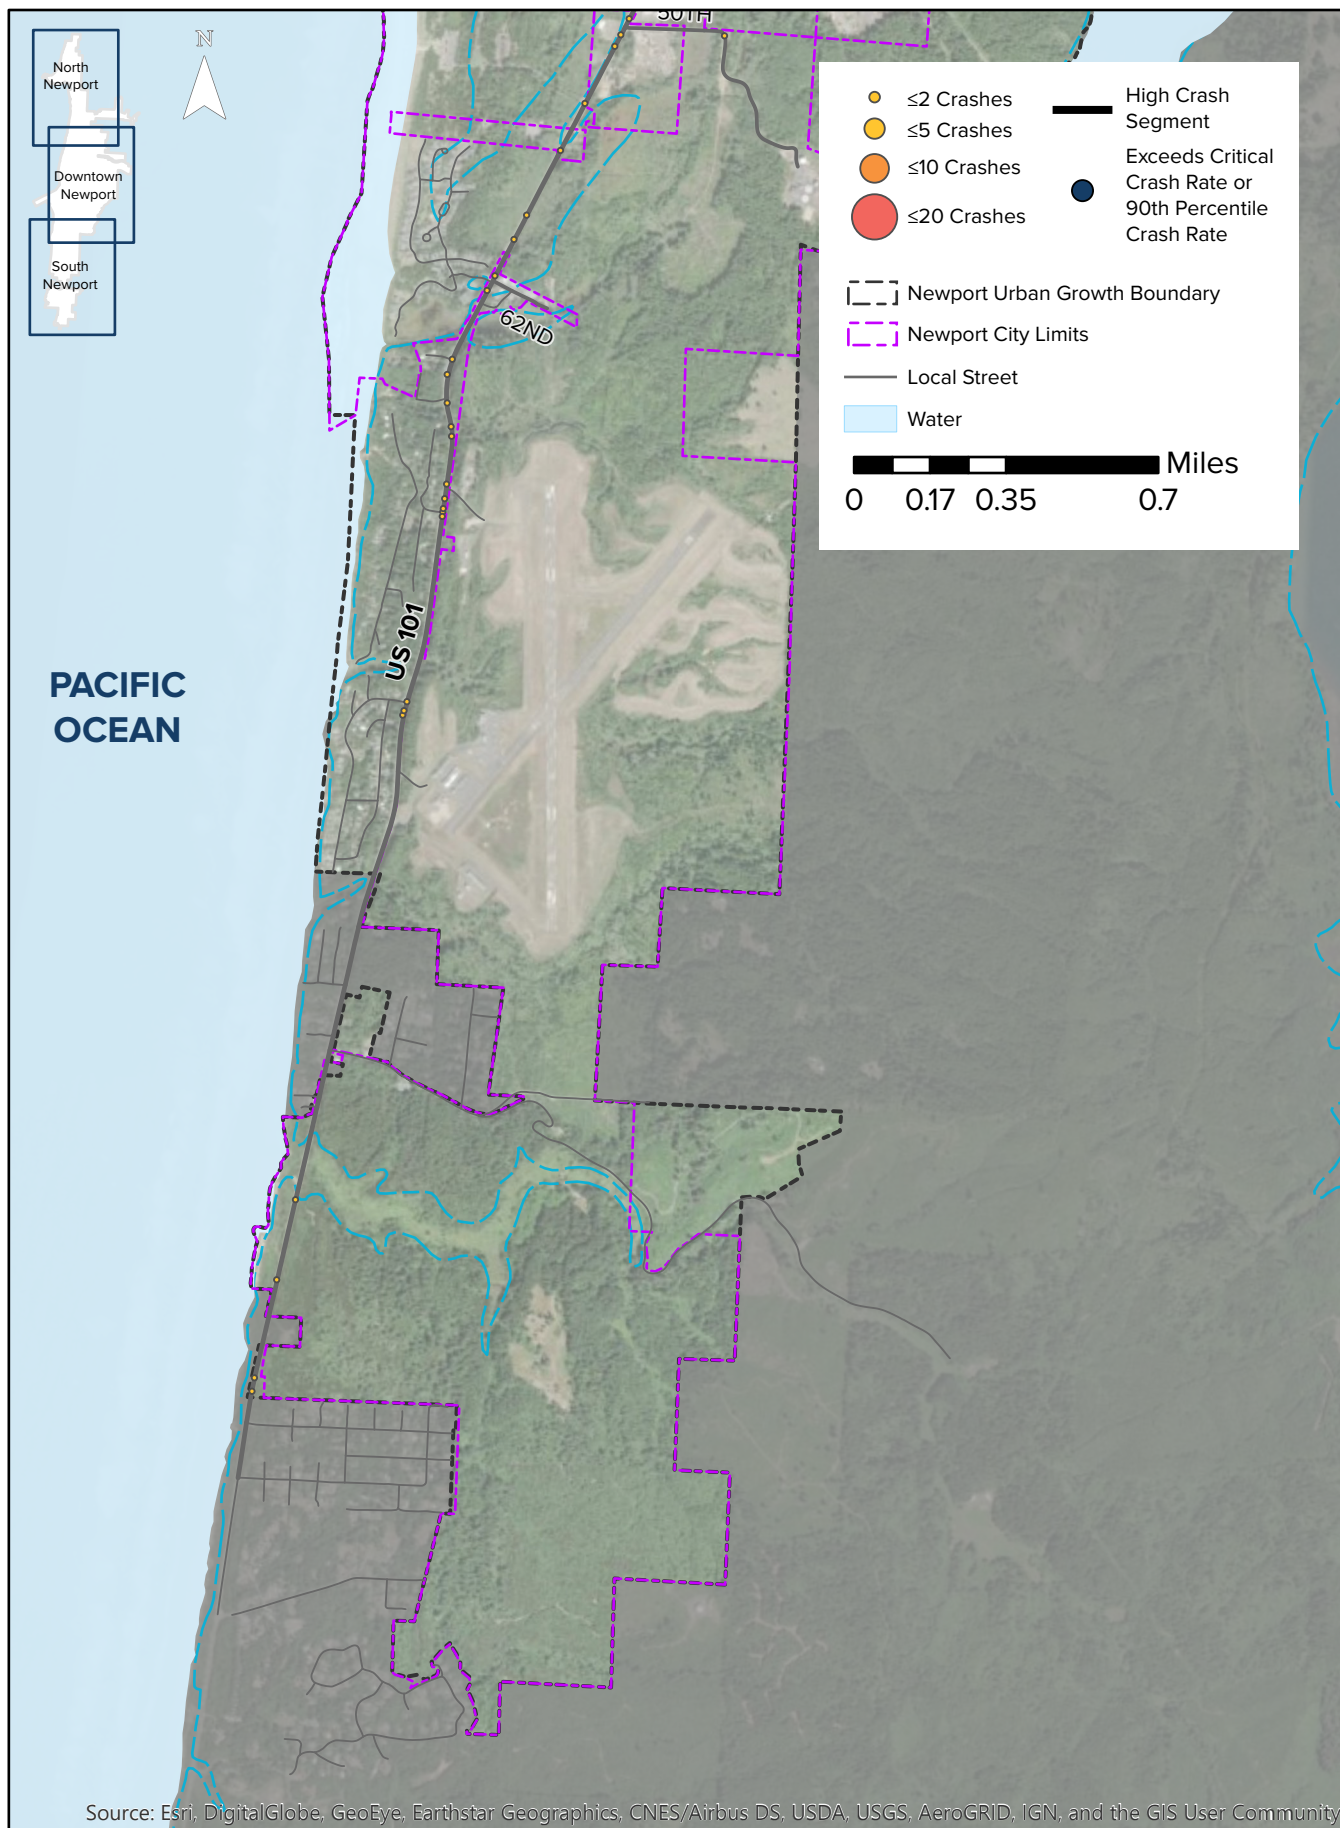 50TH
North
Newport
Downtown
Newport
South
Newport
N
≤2 Crashes
≤5 Crashes
≤10 Crashes
≤20 Crashes
High Crash
Segment
Exceeds Critical
Crash Rate or
90th Percentile
Crash Rate
Newport Urban Growth Boundary
Newport City Limits
Local Street
Water
Miles
0 0.17 0.35 0.7
62ND
US 101
PACIFIC
OCEAN
Source: Esri, DigitalGlobe, GeoEye, Earthstar Geographics, CNES/Airbus DS, USDA, USGS, AeroGRID, IGN, and the GIS User Community